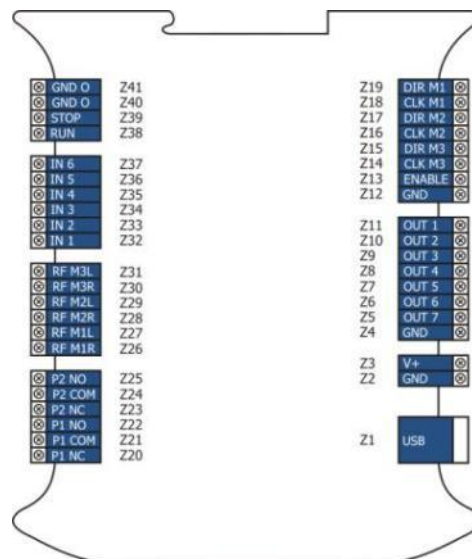 GND O Z41
GND O Z40
STOP Z39
RUN Z38
IN 6 Z37
IN 5 Z36
IN 4 Z35
IN 3 Z34
IN 2 Z33
IN 1 Z32
RF M3L Z31
RF M3R Z30
RF M2L Z29
RF M2R Z28
RF M1L Z27
RF M1R Z26
P2 NO Z25
P2 COM Z24
P2 NC Z23
P1 NO Z22
P1 COM Z21
P1 NC Z20
Z19 DIR M1
Z18 CLK M1
Z17 DIR M2
Z16 CLK M2
Z15 DIR M3
Z14 CLK M3
Z13 ENABLE
Z12 GND
Z11 OUT 1
Z10 OUT 2
Z9 OUT 3
Z8 OUT 4
Z7 OUT 5
Z6 OUT 6
Z5 OUT 7
Z4 GND
Z3 V+
Z2 GND
Z1 USB